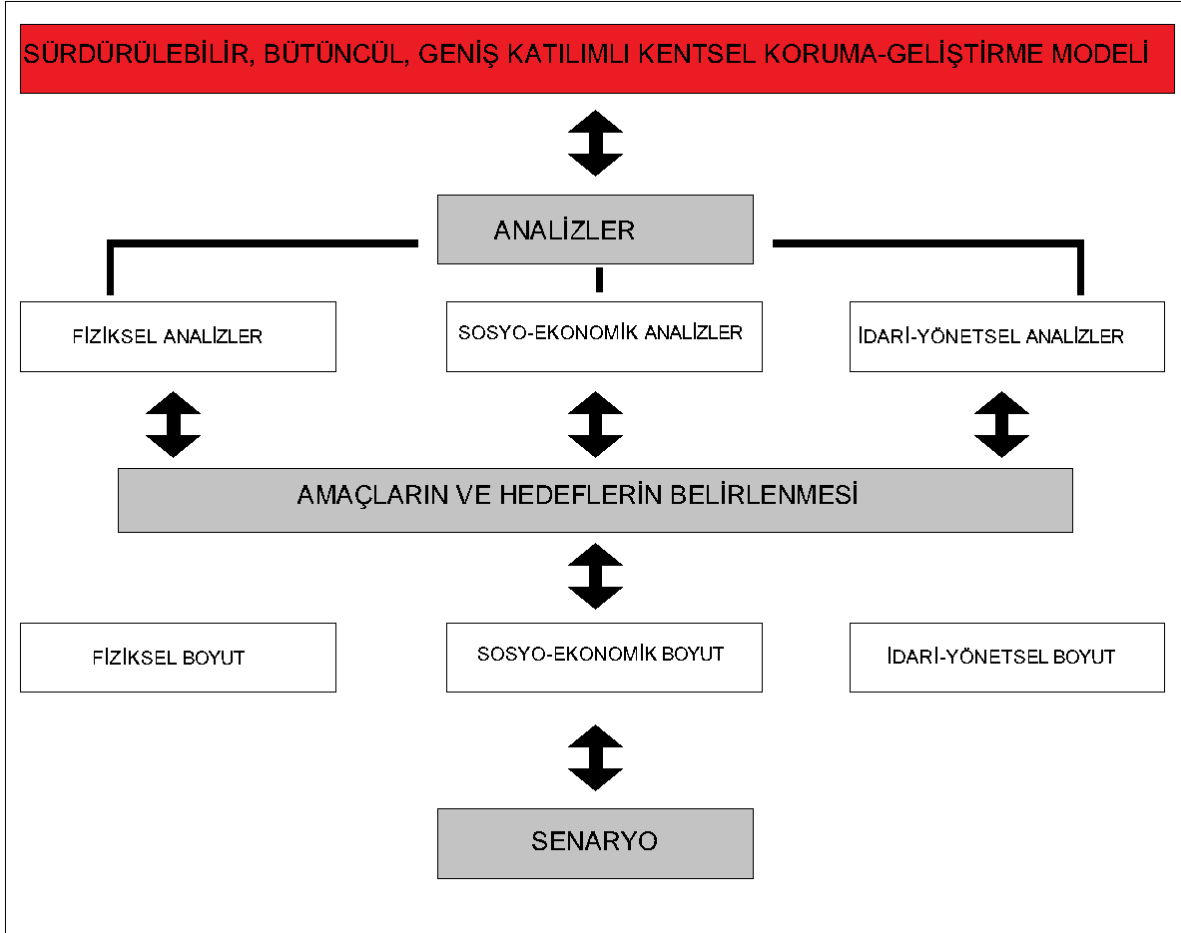 SÜRDÜRÜLEBİLİR, BÜTÜNCÜL, GENİŞ KATILIMLI KENTSEL KORUMA-GELİŞTİRME MODELİ
ANALİZLER
FİZİKSEL ANALİZLER
SOSYO-EKONOMİK ANALİZLER
İDARİ-YÖNETSEL ANALİZLER
AMAÇLARIN VE HEDEFLERİN BELİRLENMESİ
FİZİKSEL BOYUT
SOSYO-EKONOMİK BOYUT
İDARİ-YÖNETSEL BOYUT
SENARYO